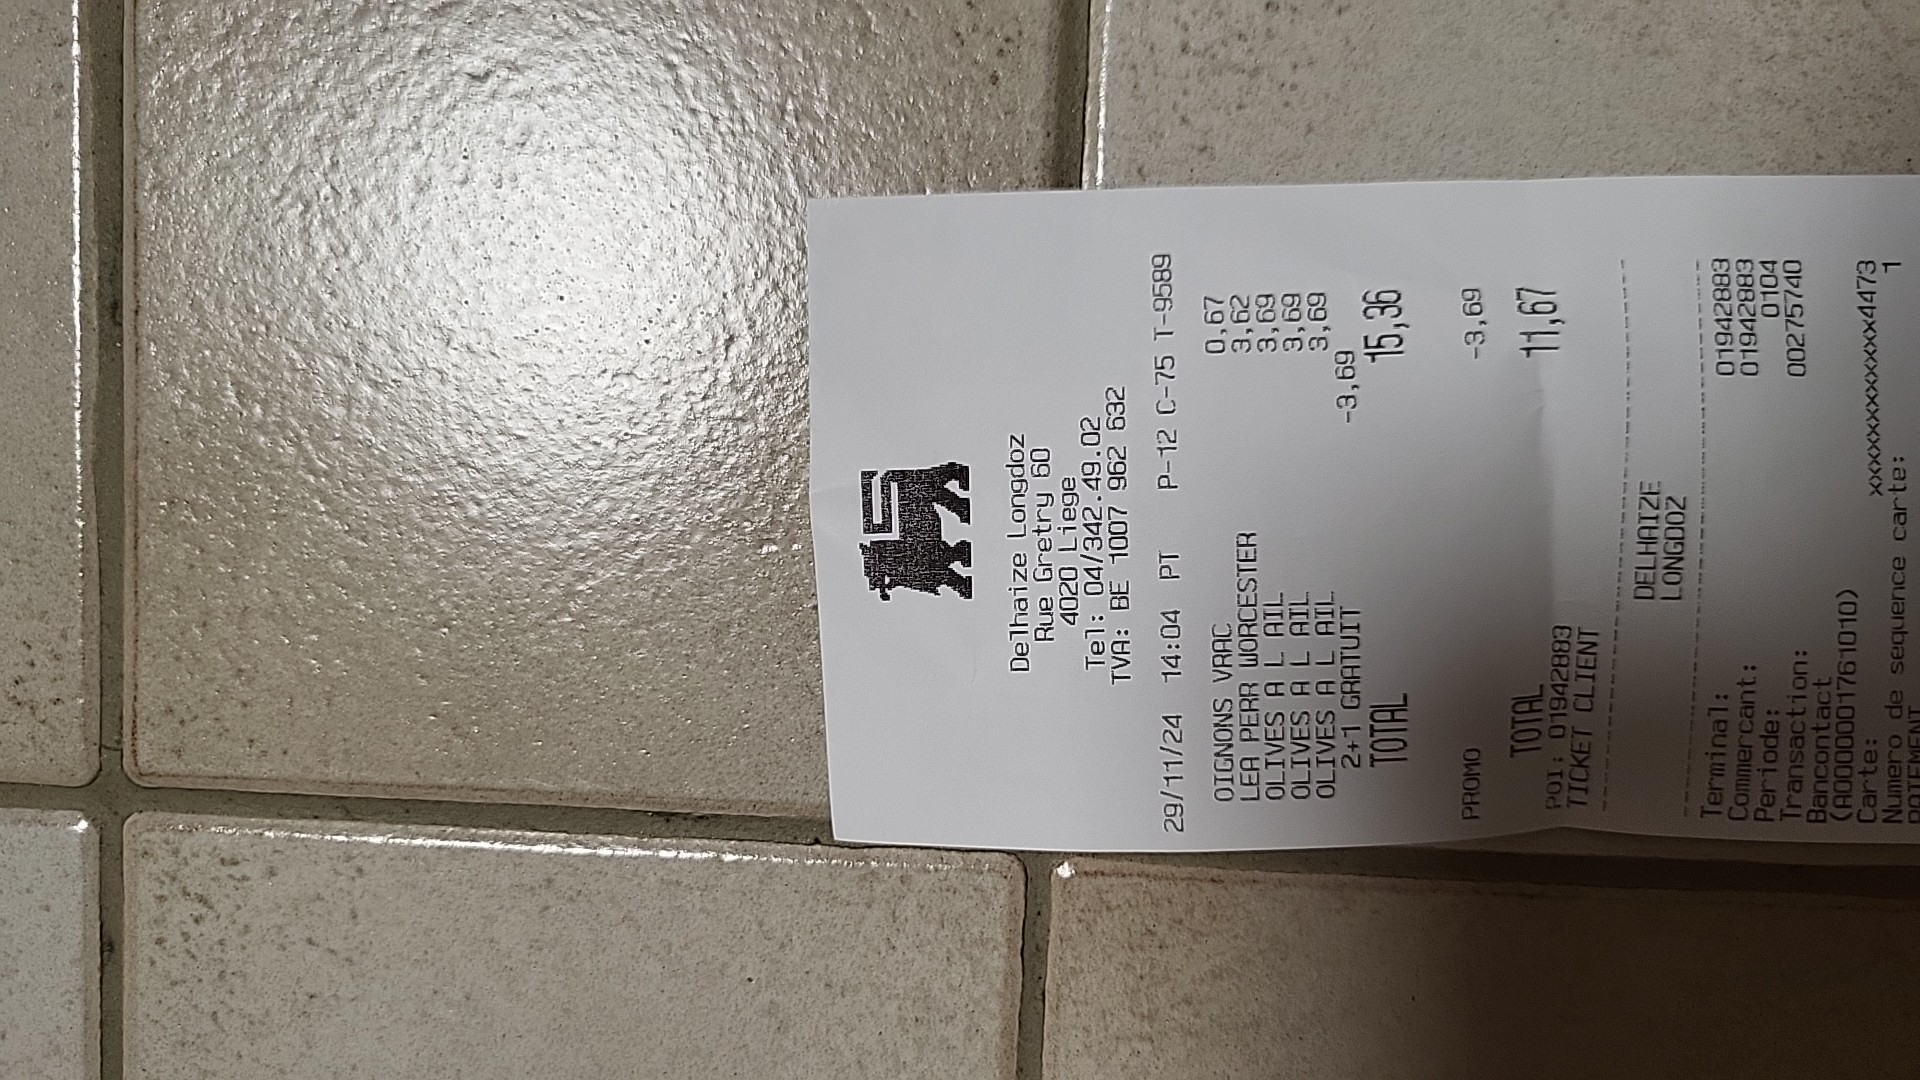 Delhaize Longdoz
Rue Gretry 60
4020 Liege
Tel: 04/342.49.02
TVA: BE 1007 962 632
29/11/24 14:04 PT P-12 C-75 T-9589
OIGNONS VRAC 0,67
LEA PERR WORCESTER 3,62
OLIVES A L AIL 3,69
OLIVES A L AIL 3,69
OLIVES A L AIL 3,69
2+1 GRATUIT -3,69
TOTAL 15,36
PROMO -3,69
TOTAL 11,67
POI: 01942883
TICKET CLIENT
DELHAIZE
LONGDOZ
Terminal: 01942883
Commercant: 01942883
Periode: 0104
Transaction: 00275740
Bancontact
(A0000001761010)
Carte: xxxxxxxxxxxxx4473
Numero de sequence carte: 1
PAIEMENT